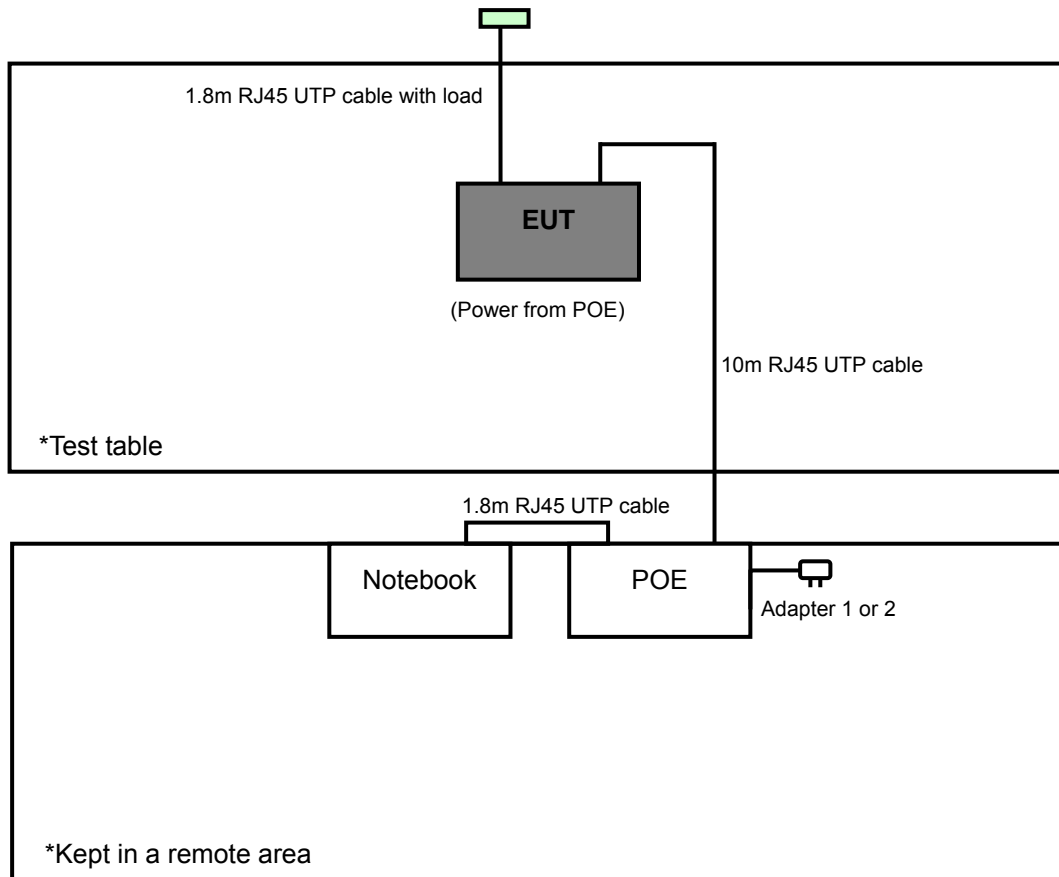 1.8m RJ45 UTP cable with load
EUT
(Power from POE)
10m RJ45 UTP cable
*Test table
1.8m RJ45 UTP cable
Notebook
POE
Adapter 1 or 2
*Kept in a remote area